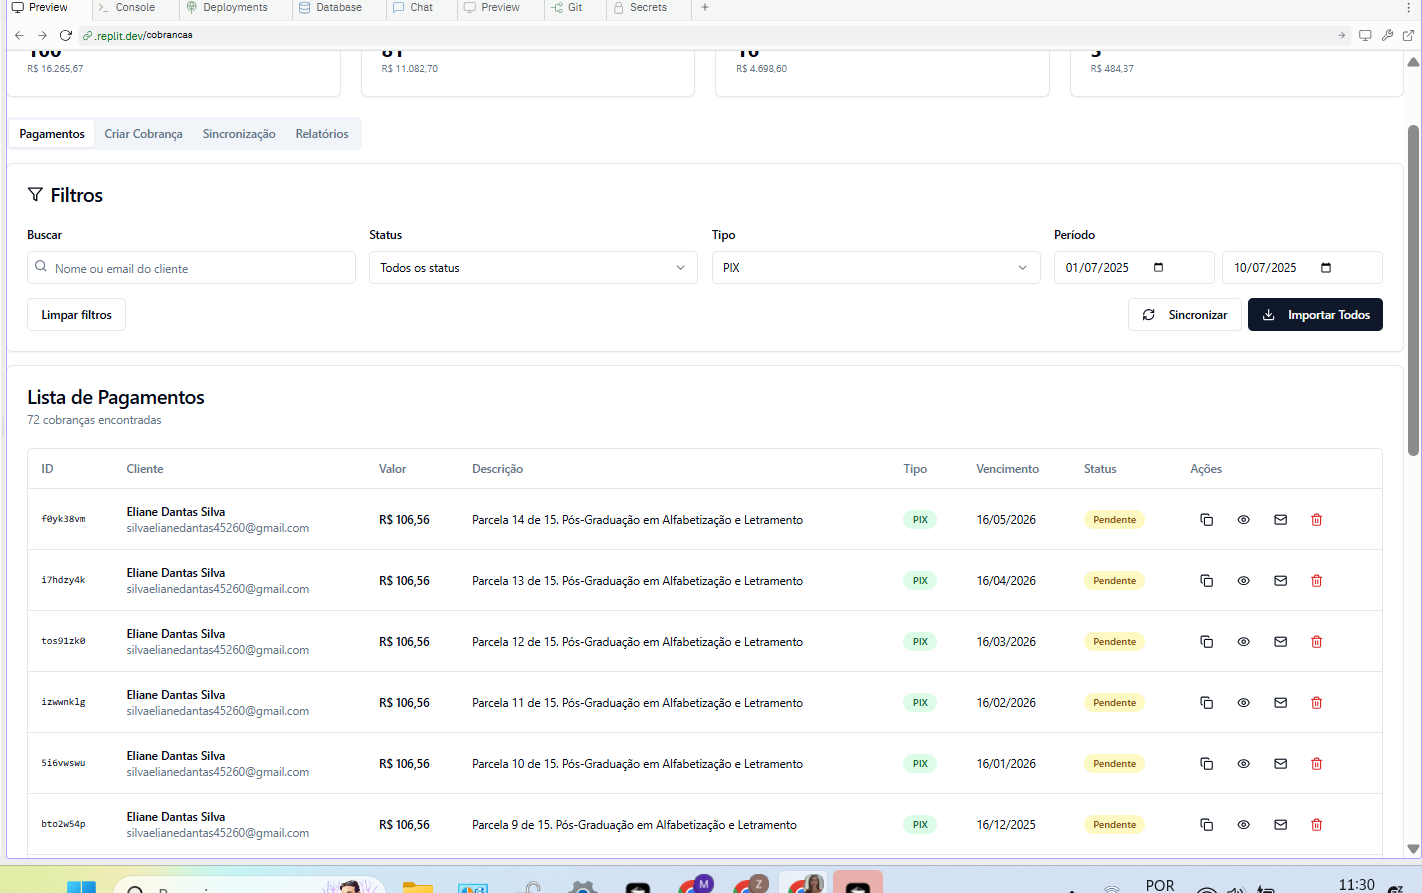 Preview Console Deployments Database Chat Preview Git Secrets +
.replit.dev/cobrancas
100 81 16 3
R$ 16.265,67 R$ 11.082,70 R$ 4.698,60 R$ 484,37
Pagamentos Criar Cobrança Sincronização Relatórios
Filtros
Buscar Status Tipo Período
Nome ou email do cliente Todos os status PIX 01/07/2025 10/07/2025
Limpar filtros Sincronizar Importar Todos
Lista de Pagamentos
72 cobranças encontradas
ID Cliente Valor Descrição Tipo Vencimento Status Ações
f0yk38vm Eliane Dantas Silva R$ 106,56 Parcela 14 de 15. Pós-Graduação em Alfabetização e Letramento PIX 16/05/2026 Pendente
silvaelianedantas45260@gmail.com
i7hdzy4k Eliane Dantas Silva R$ 106,56 Parcela 13 de 15. Pós-Graduação em Alfabetização e Letramento PIX 16/04/2026 Pendente
silvaelianedantas45260@gmail.com
tos91zk0 Eliane Dantas Silva R$ 106,56 Parcela 12 de 15. Pós-Graduação em Alfabetização e Letramento PIX 16/03/2026 Pendente
silvaelianedantas45260@gmail.com
izwwnklg Eliane Dantas Silva R$ 106,56 Parcela 11 de 15. Pós-Graduação em Alfabetização e Letramento PIX 16/02/2026 Pendente
silvaelianedantas45260@gmail.com
5i6vwswu Eliane Dantas Silva R$ 106,56 Parcela 10 de 15. Pós-Graduação em Alfabetização e Letramento PIX 16/01/2026 Pendente
silvaelianedantas45260@gmail.com
bto2w54p Eliane Dantas Silva R$ 106,56 Parcela 9 de 15. Pós-Graduação em Alfabetização e Letramento PIX 16/12/2025 Pendente
silvaelianedantas45260@gmail.com
M Z POR 11:30